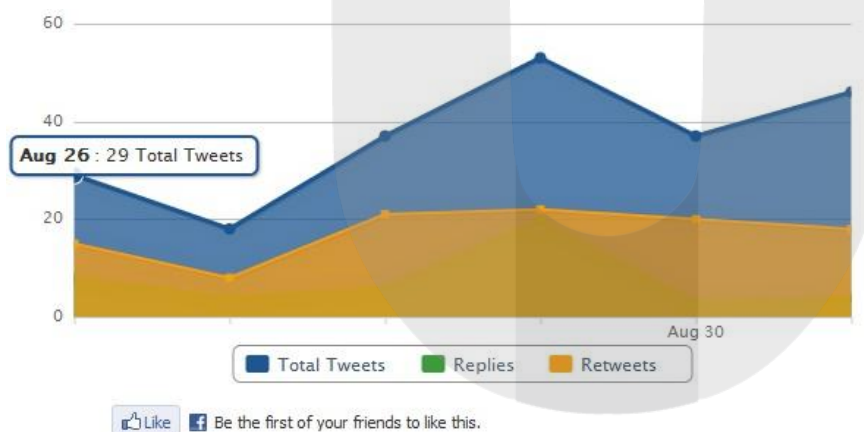 60
40
Aug 26 : 29 Total Tweets
20
0
Aug 30
Total Tweets Replies Retweets
Like Be the first of your friends to like this.